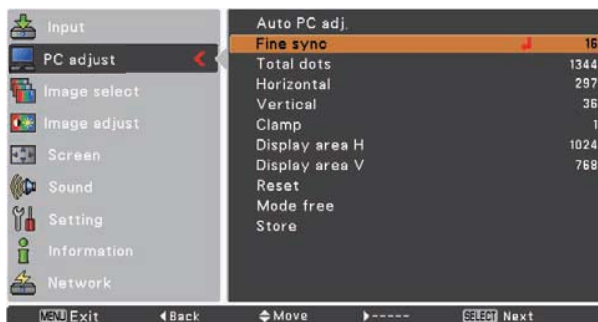 Input
PC adjust
Image select
Image adjust
Screen
Sound
Setting
Information
Network
Auto PC adj.
Fine sync 16
Total dots 1344
Horizontal 297
Vertical 36
Clamp 1
Display area H 1024
Display area V 768
Reset
Mode free
Store
MENU Exit Back Move ----- SELECT Next